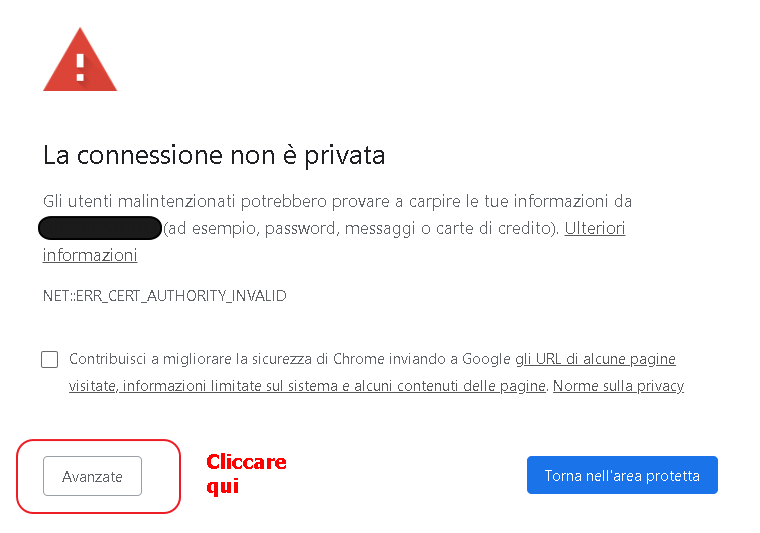 La connessione non è privata
Gli utenti malintenzionati potrebbero provare a carpire le tue informazioni da
(ad esempio, password, messaggi o carte di credito). Ulteriori
informazioni
NET::ERR_CERT_AUTHORITY_INVALID
Contribuisci a migliorare la sicurezza di Chrome inviando a Google gli URL di alcune pagine
visitate, informazioni limitate sul sistema e alcuni contenuti delle pagine. Norme sulla privacy
Avanzate
Cliccare
qui
Torna nell'area protetta